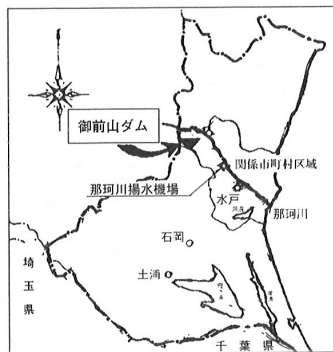 御前山ダム
関係市町村区域
那珂川揚水機場
水戸
那珂川
石岡
土浦
埼玉県
千葉県